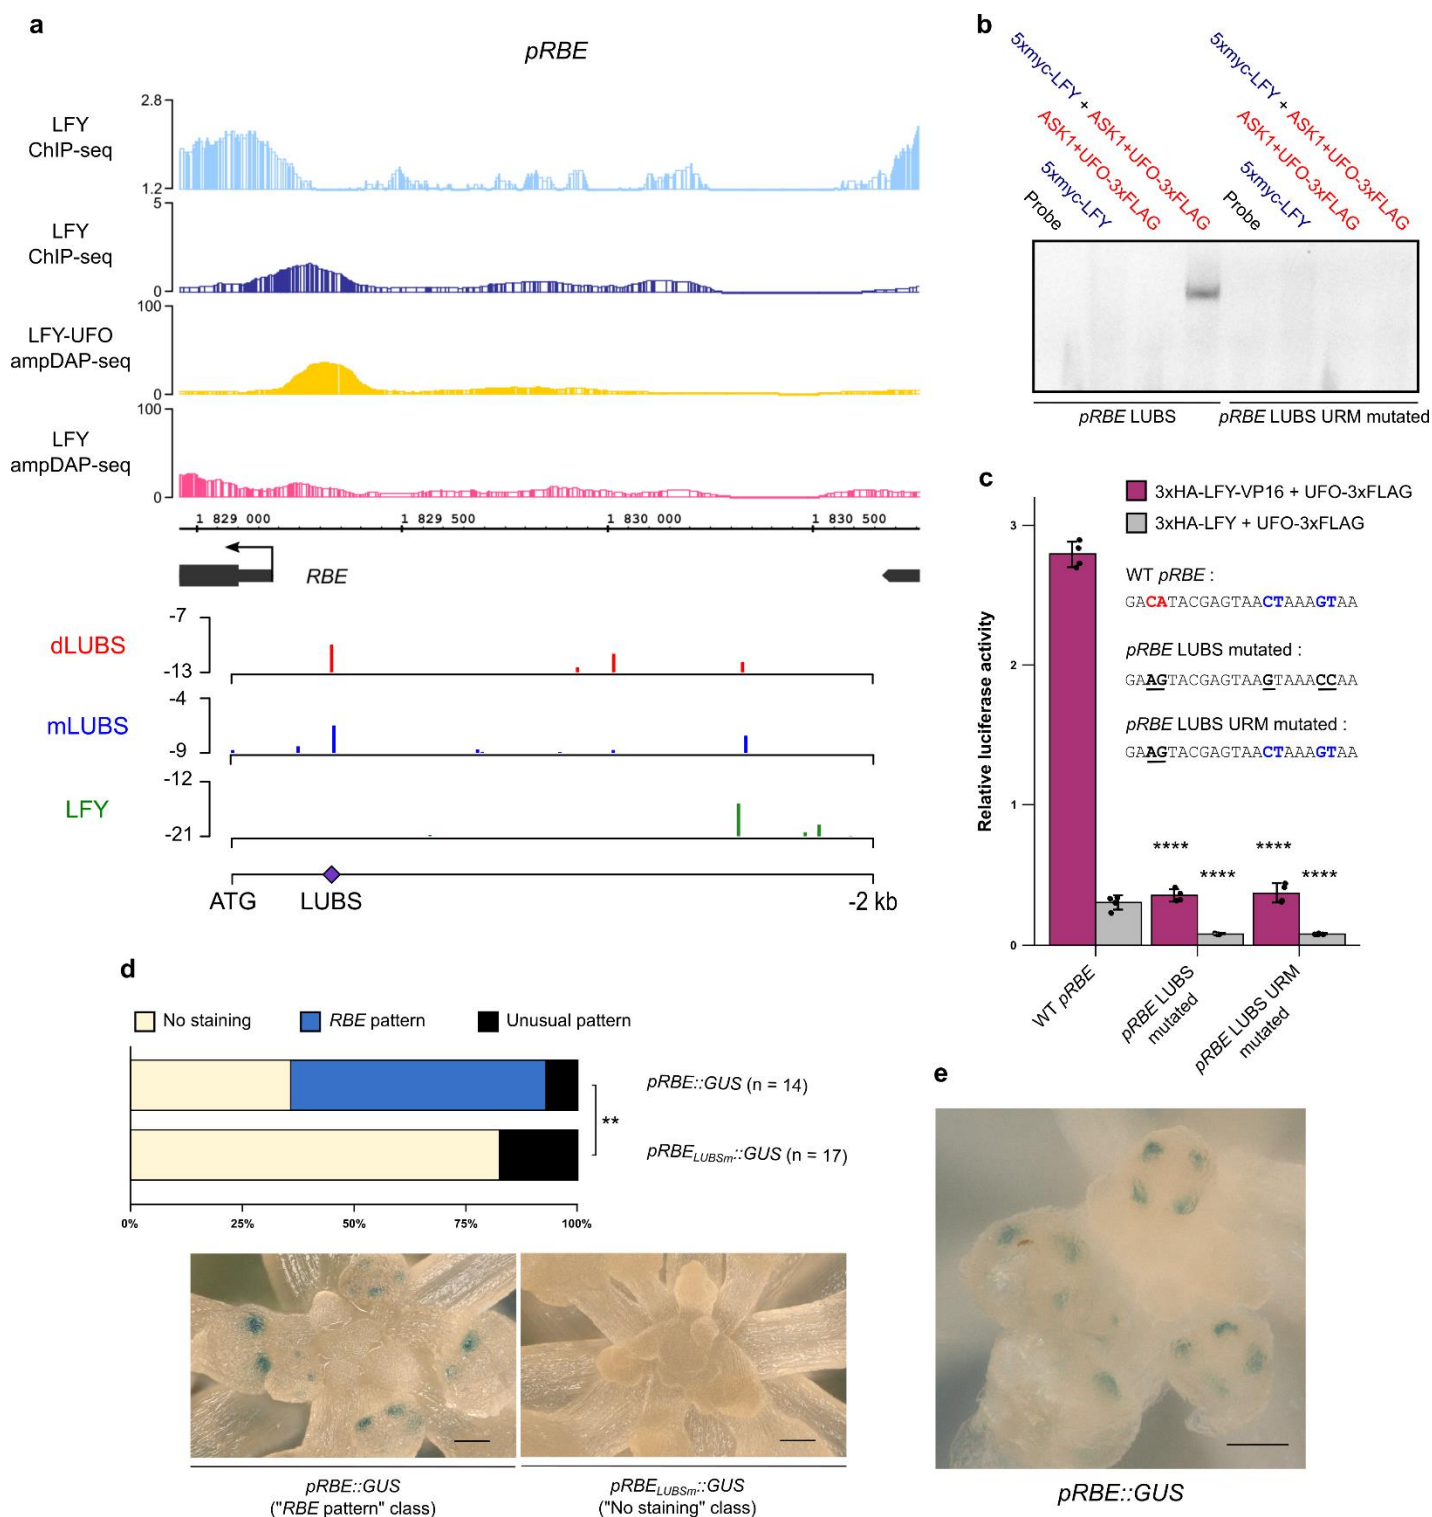 a
pRBE
LFY
ChIP-seq
2.8
1.2
LFY
ChIP-seq
5
0
LFY-UFO
ampDAP-seq
100
0
LFY
ampDAP-seq
100
0
1 829 000
1 829 500
1 830 000
1 830 500
RBE
dLUBS
-7
-13
mLUBS
-4
-9
LFY
-12
-21
ATG
LUBS
-2 kb
b
Probe
5xmyc-LFY
ASK1+UFO-3xFLAG
5xmyc-LFY + ASK1+UFO-3xFLAG
Probe
5xmyc-LFY
ASK1+UFO-3xFLAG
5xmyc-LFY + ASK1+UFO-3xFLAG
pRBE LUBS
pRBE LUBS URM mutated
c
3xHA-LFY-VP16 + UFO-3xFLAG
3xHA-LFY + UFO-3xFLAG
WT pRBE :
GACATACGAGTAACTAAAGTAA
pRBE LUBS mutated :
GAAGTACGAGTAAGTAAACCAA
pRBE LUBS URM mutated :
GAAGTACGAGTAACTAAAGTAA
Relative luciferase activity
3
2
1
0
****
****
****
****
WT pRBE
pRBE LUBS
mutated
pRBE LUBS URM
mutated
d
No staining
RBE pattern
Unusual pattern
pRBE::GUS (n = 14)
**
pRBELUBSm::GUS (n = 17)
0%
25%
50%
75%
100%
pRBE::GUS
("RBE pattern" class)
pRBELUBSm::GUS
("No staining" class)
e
pRBE::GUS